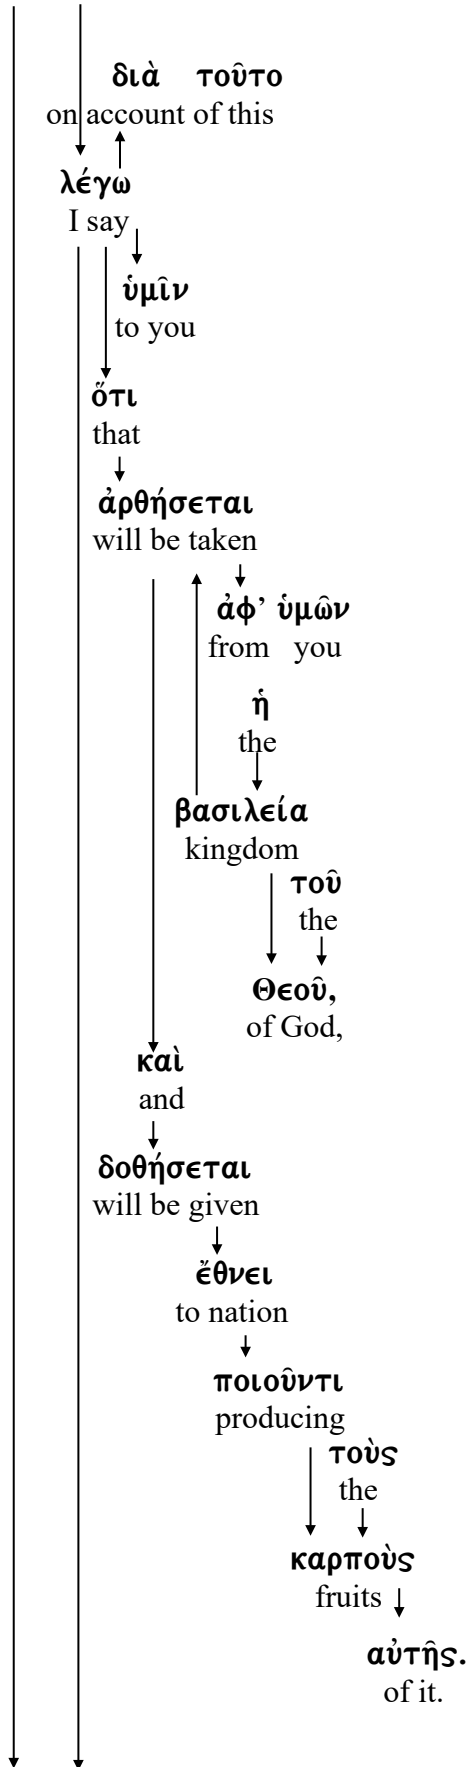 διὰ τοῦτο
on account of this
λέγω
I say
ὑμῖν
to you
ὅτι
that
ἀρθήσεται
will be taken
ἀφ’ ὑμῶν
from you
ἡ
the
βασιλεία
kingdom
τοῦ
the
Θεοῦ,
of God,
καὶ
and
δοθήσεται
will be given
ἔθνει
to nation
ποιοῦντι
producing
τοὺς
the
καρποὺς
fruits
αὐτῆς.
of it.